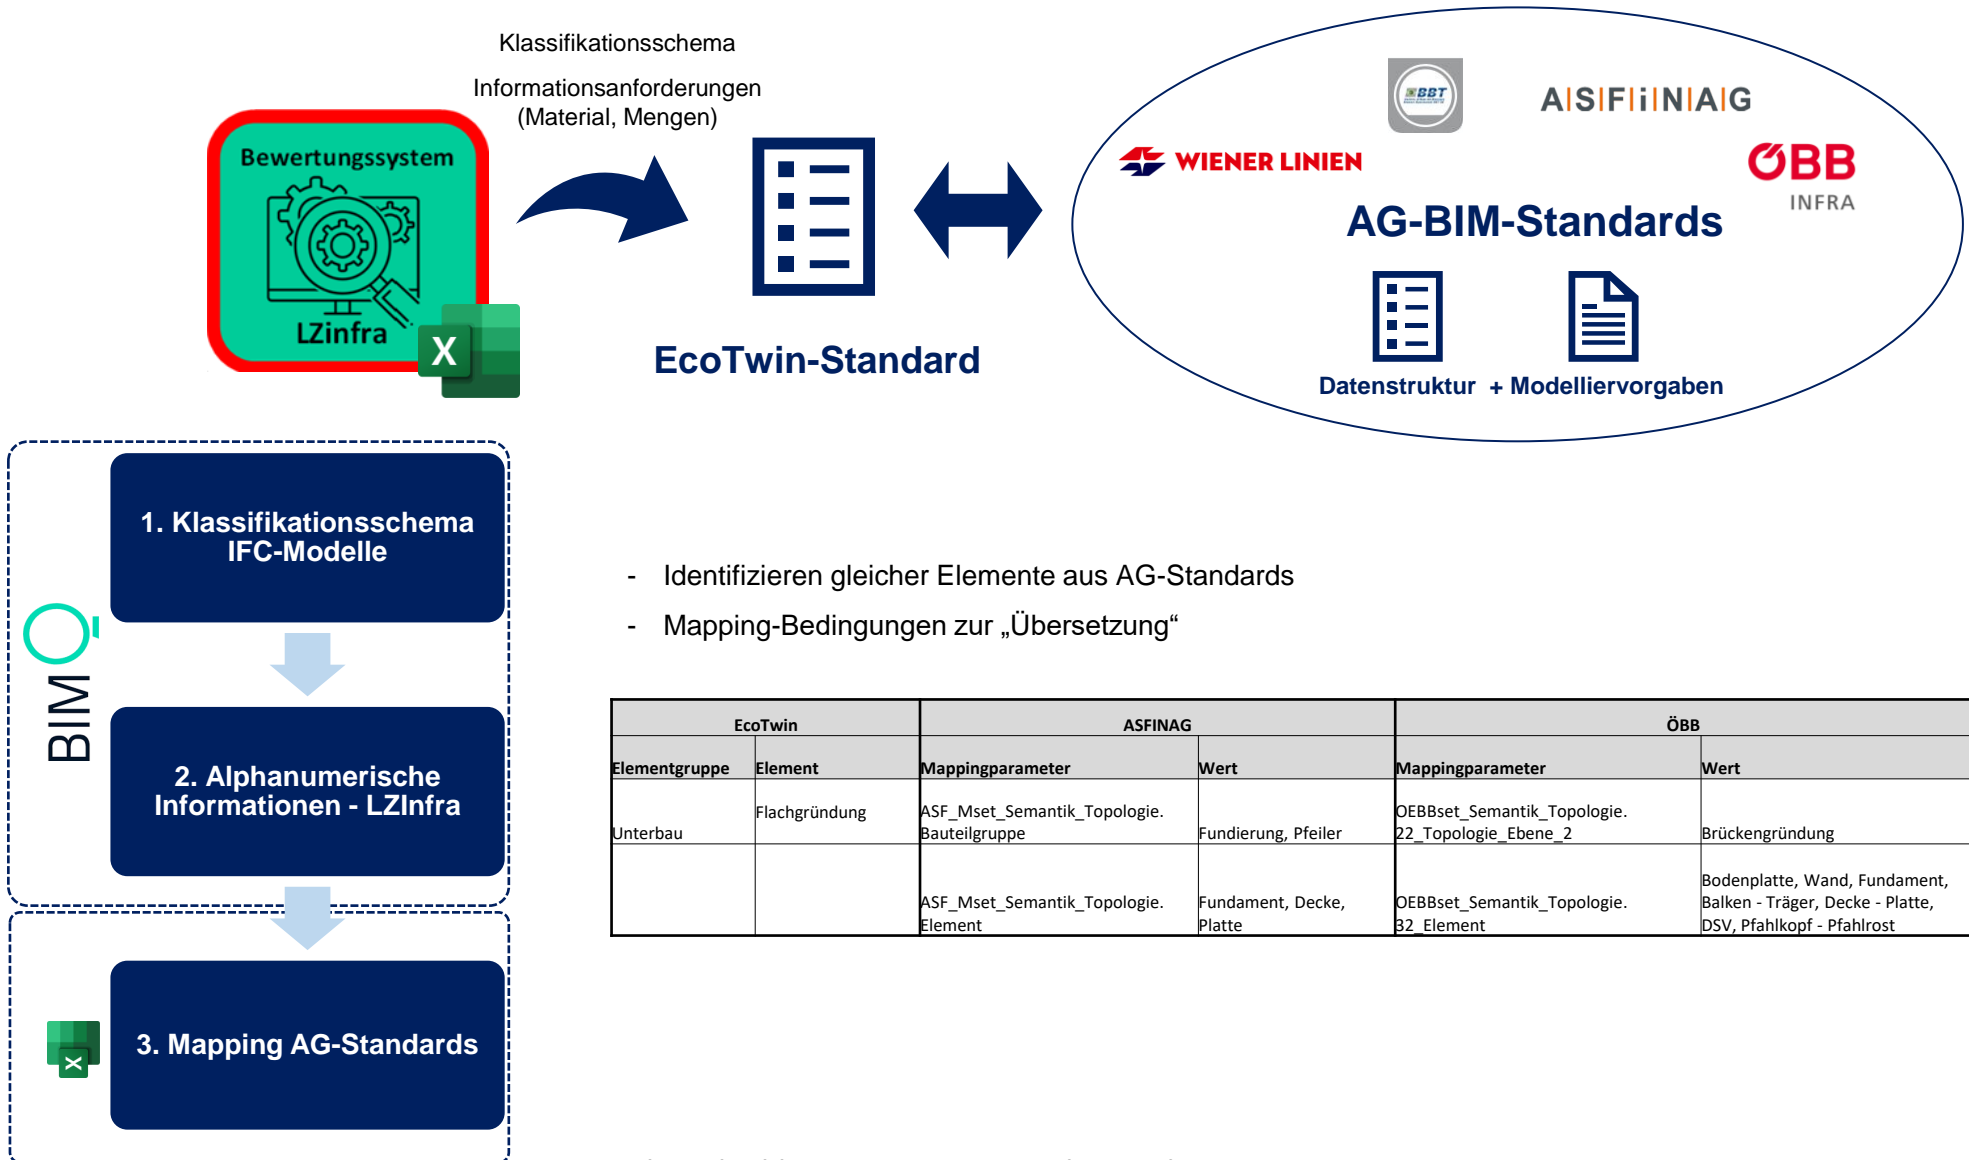 Klassifikationsschema
Informationsanforderungen
(Material, Mengen)
Bewertungssystem
LZinfra
X
EcoTwin-Standard
BBT
A|S|F|i|N|A|G
WIENER LINIEN
ÖBB
INFRA
AG-BIM-Standards
Datenstruktur + Modelliervorgaben
BIMQ
1. Klassifikationsschema
IFC-Modelle
2. Alphanumerische
Informationen - LZInfra
X
3. Mapping AG-Standards
- Identifizieren gleicher Elemente aus AG-Standards
- Mapping-Bedingungen zur „Übersetzung“
EcoTwin ASFINAG ÖBB
Elementgruppe Element Mappingparameter Wert Mappingparameter Wert
Unterbau
Flachgründung
ASF_Mset_Semantik_Topologie.
Bauteilgruppe
Fundierung, Pfeiler
OEBBset_Semantik_Topologie.
22_Topologie_Ebene_2
Brückengründung
ASF_Mset_Semantik_Topologie.
Element
Fundament, Decke,
Platte
OEBBset_Semantik_Topologie.
32_Element
Bodenplatte, Wand, Fundament,
Balken - Träger, Decke - Platte,
DSV, Pfahlkopf - Pfahlrost